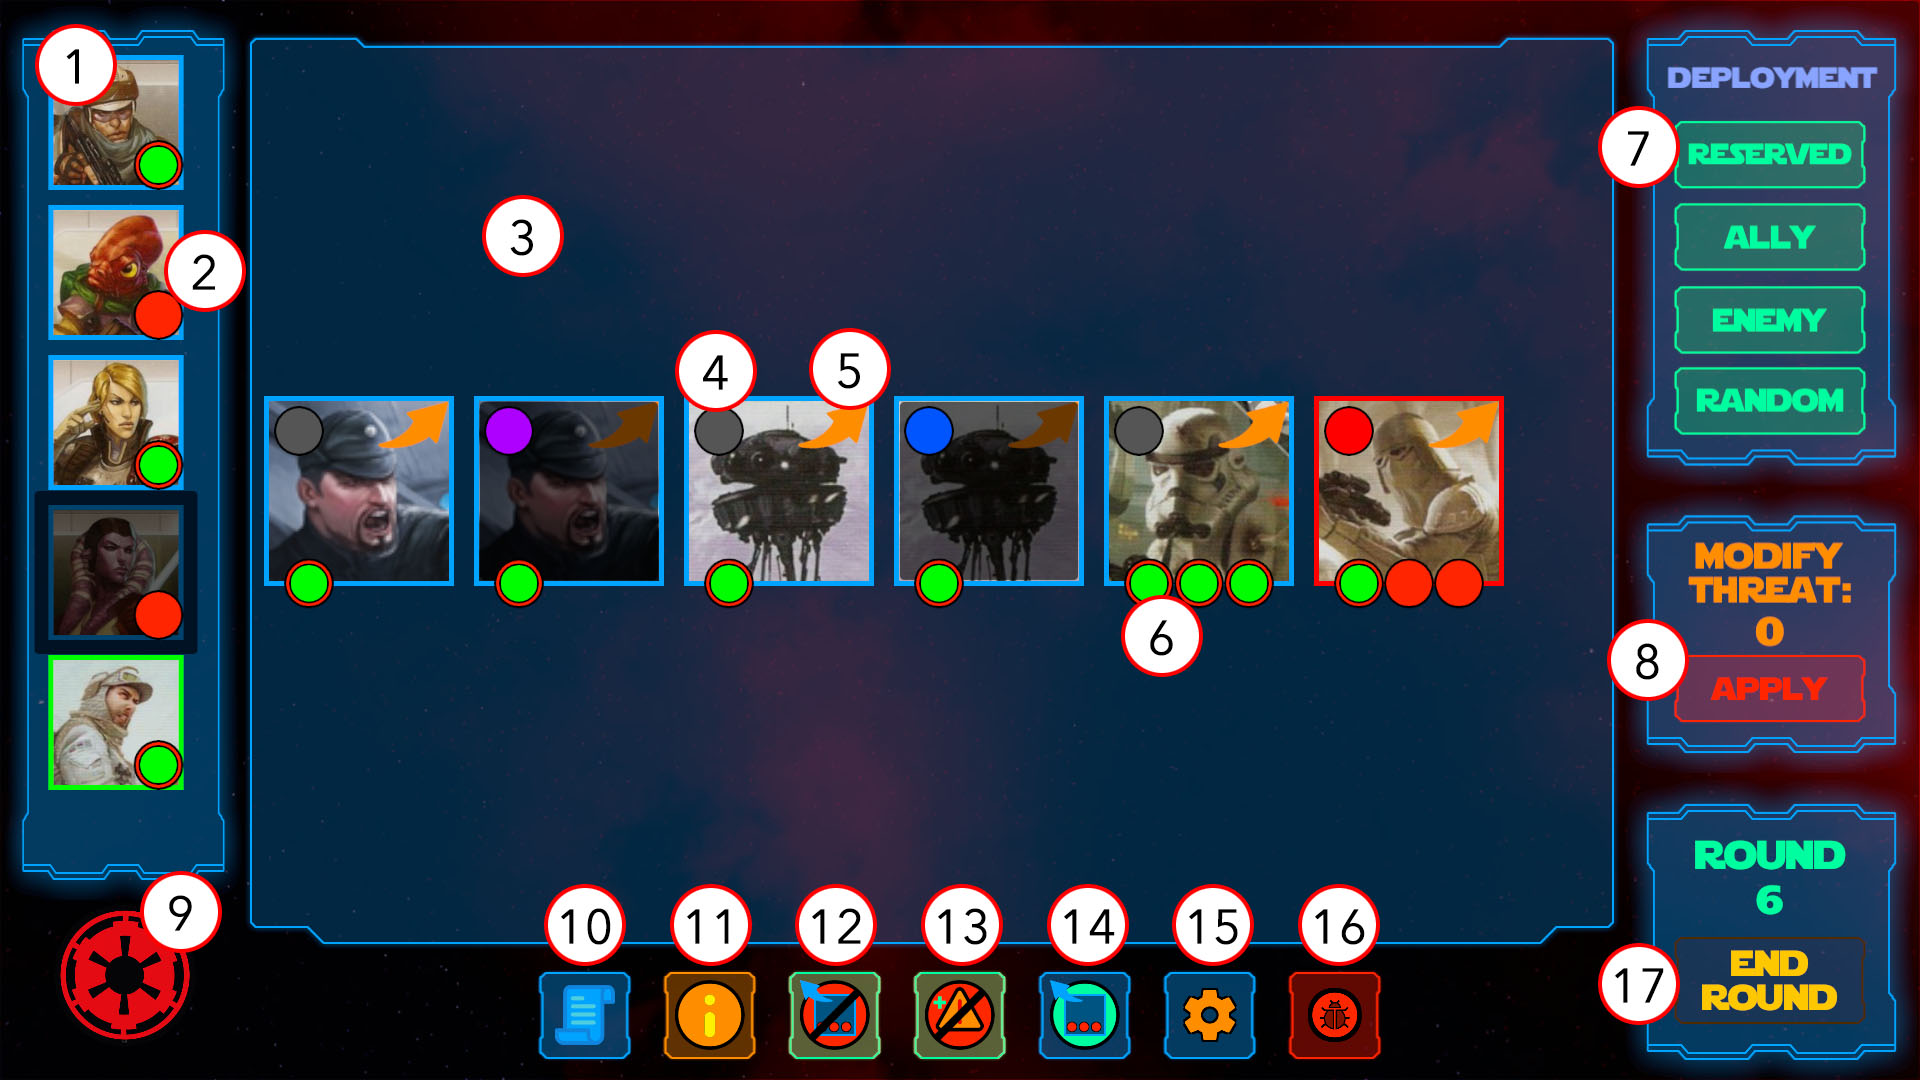 1
2
3
4
5
6
DEPLOYMENT
7
RESERVED
ALLY
ENEMY
RANDOM
MODIFY
THREAT:
0
8
APPLY
9
10
11
12
13
14
15
16
ROUND
6
17
END
ROUND